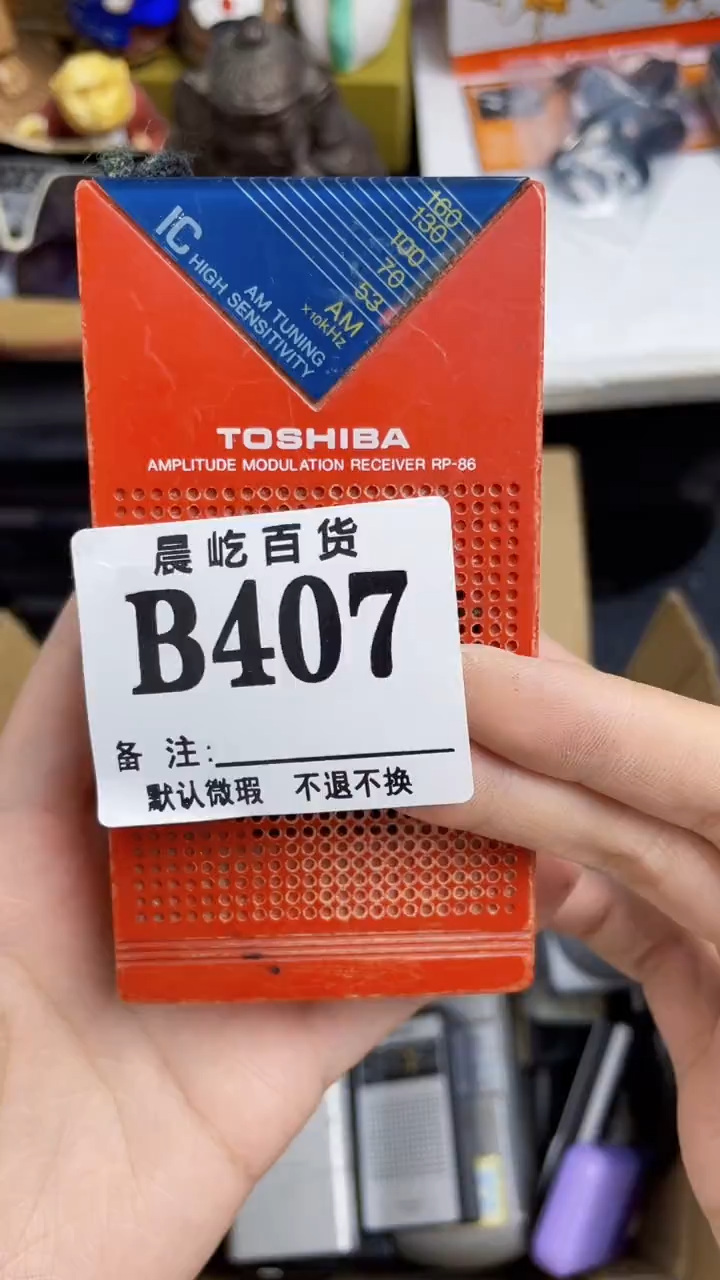 IC
AM TUNING
HIGH SENSITIVITY
160
130
100
70
53
AM
X10kHz
TOSHIBA
AMPLITUDE MODULATION RECEIVER RP-86
晨屹百货
B407
备 注:
默认微瑕 不退不换